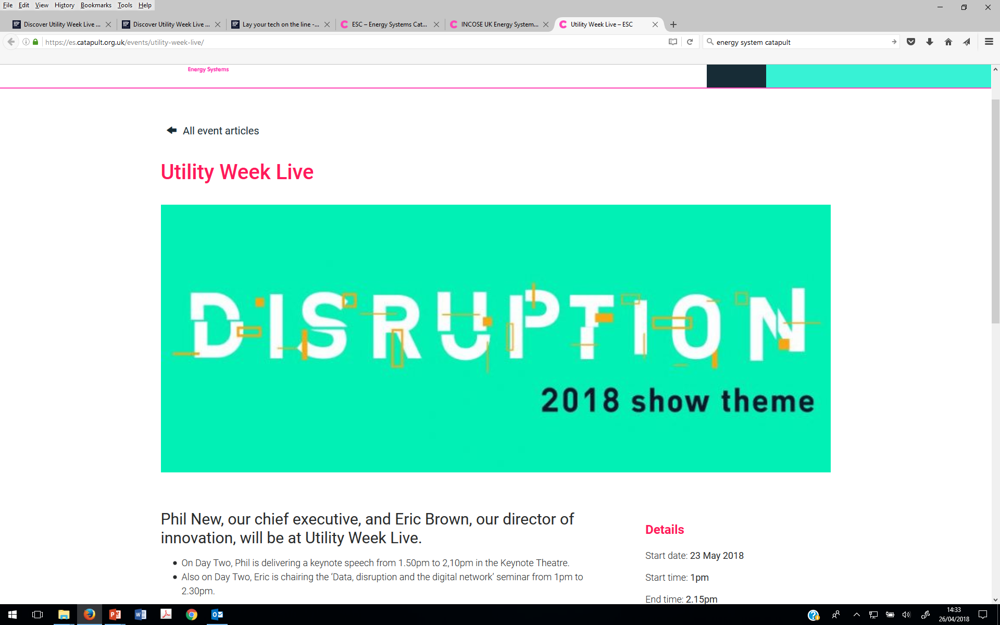 File Edit View History Bookmarks Tools Help
Discover Utility Week Live ...
Discover Utility Week Live ...
Lay your tech on the line -...
ESC – Energy Systems Cat...
INCOSE UK Energy System...
Utility Week Live – ESC
https://es.catapult.org.uk/events/utility-week-live/
energy system catapult
Energy Systems
All event articles
Utility Week Live
DISRUPTION
2018 show theme
Phil New, our chief executive, and Eric Brown, our director of
innovation, will be at Utility Week Live.
On Day Two, Phil is delivering a keynote speech from 1.50pm to 2,10pm in the Keynote Theatre.
Also on Day Two, Eric is chairing the ‘Data, disruption and the digital network’ seminar from 1pm to
2.30pm.
Details
Start date: 23 May 2018
Start time: 1pm
End time: 2.15pm
14:33
26/04/2018